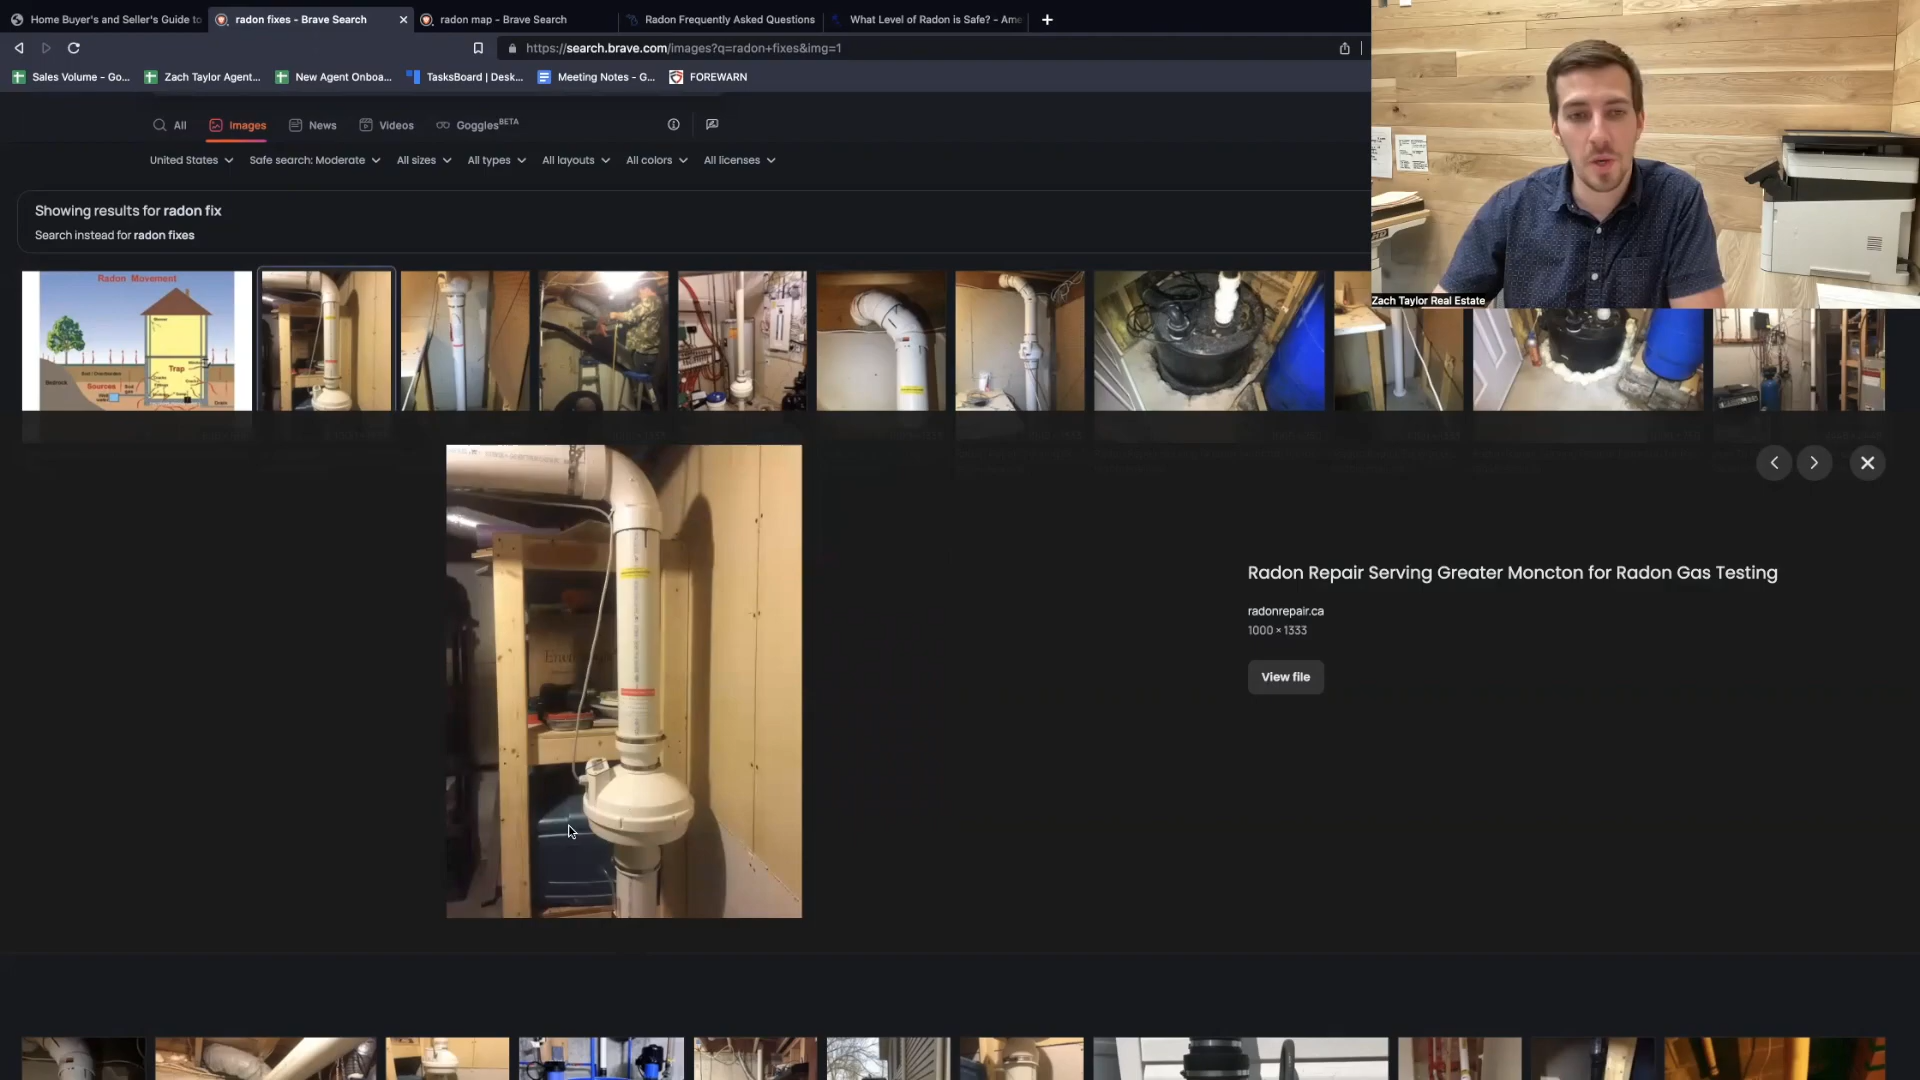 Home Buyer's and Seller's Guide to
radon fixes - Brave Search
radon map - Brave Search
Radon Frequently Asked Questions
What Level of Radon is Safe? - Ame
https://search.brave.com/images?q=radon+fixes&img=1
Sales Volume - Go...
Zach Taylor Agent...
New Agent Onboa...
TasksBoard | Desk...
Meeting Notes - G...
FOREWARN
All
Images
News
Videos
Goggles BETA
United States
Safe search: Moderate
All sizes
All types
All layouts
All colors
All licenses
Showing results for radon fix
Search instead for radon fixes
Zach Taylor Real Estate
Radon Movement
Trap
Sources
Bedrock
Radon Repair Serving Greater Moncton for Radon Gas Testing
radonrepair.ca
1000 × 1333
View file